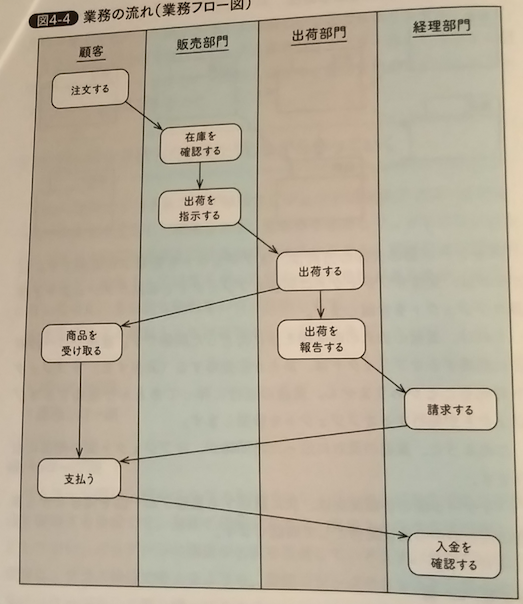 図4-4 業務の流れ（業務フロー図）
顧客
販売部門
出荷部門
経理部門
注文する
在庫を
確認する
出荷を
指示する
出荷する
商品を
受け取る
出荷を
報告する
請求する
支払う
入金を
確認する